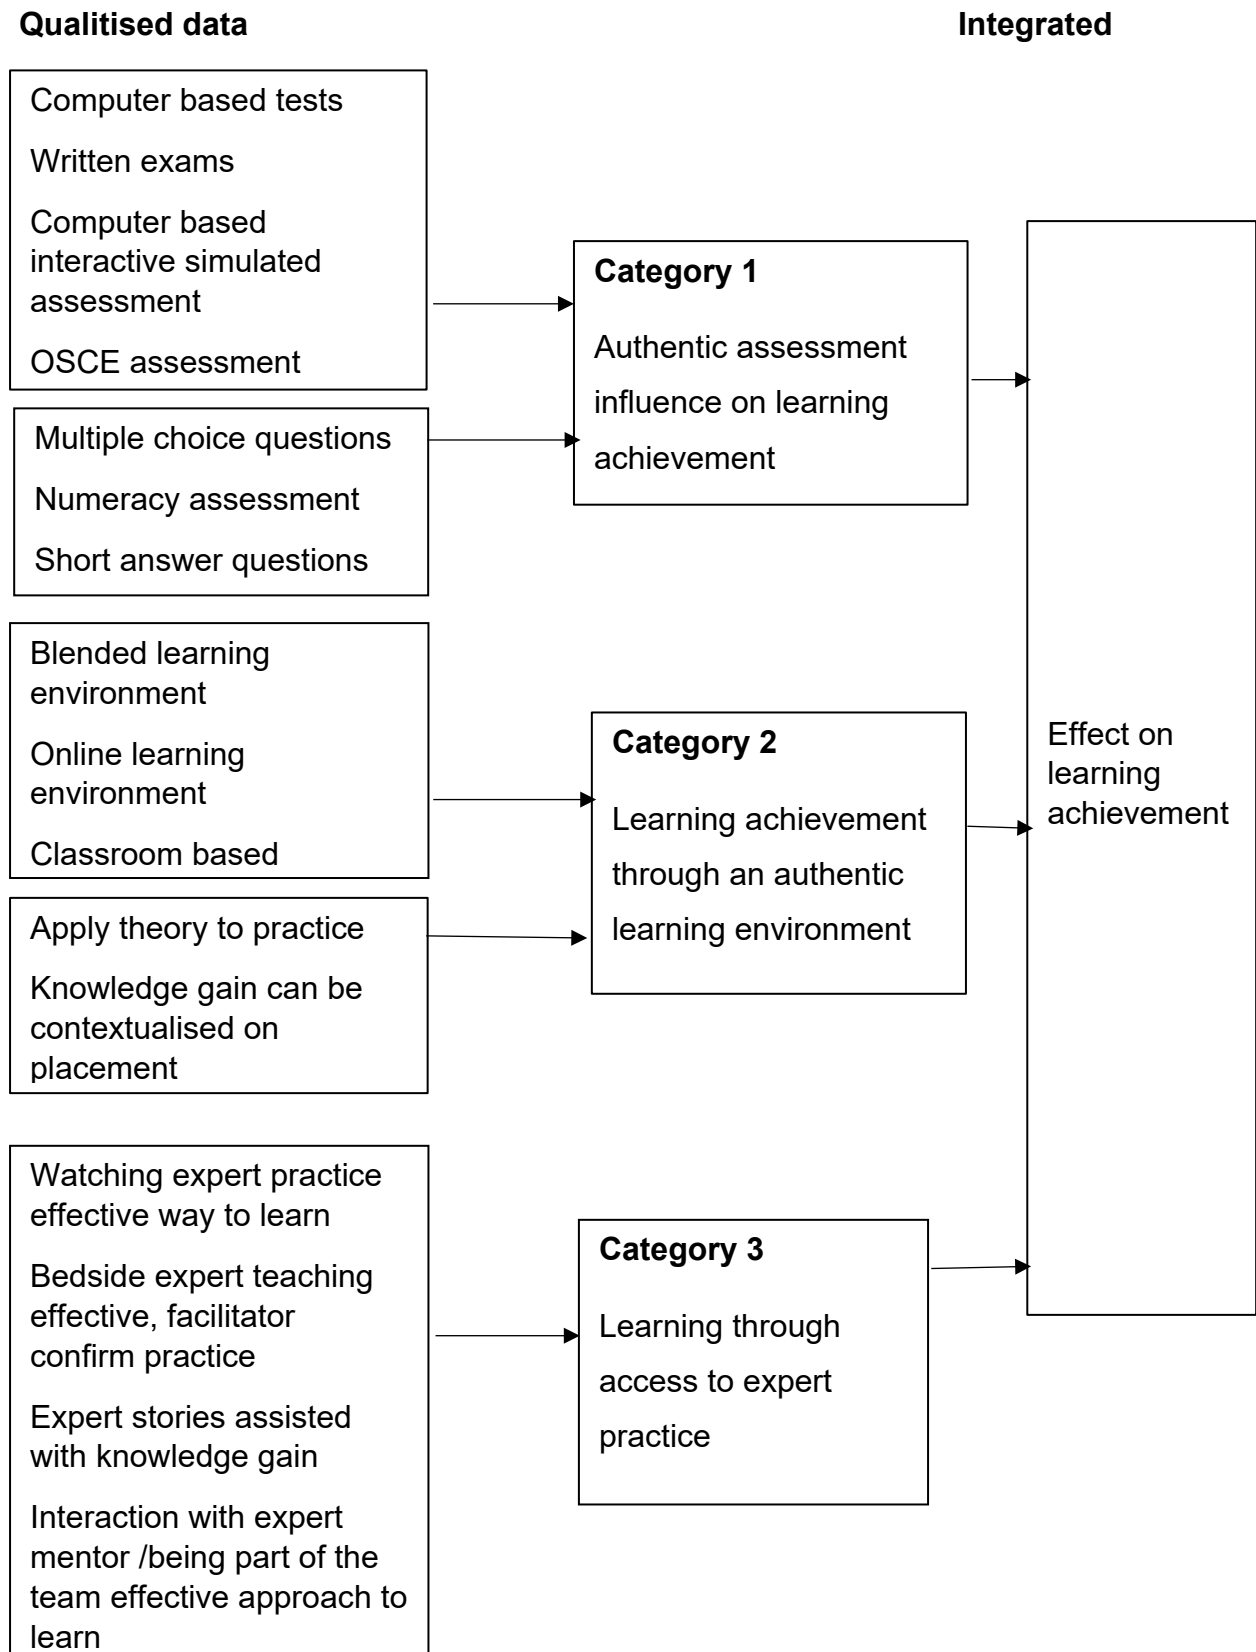 Qualitised data
Integrated
Computer based tests
Written exams
Computer based
interactive simulated
assessment
OSCE assessment
Multiple choice questions
Numeracy assessment
Short answer questions
Category 1
Authentic assessment
influence on learning
achievement
Blended learning
environment
Online learning
environment
Classroom based
Apply theory to practice
Knowledge gain can be
contextualised on
placement
Category 2
Learning achievement
through an authentic
learning environment
Watching expert practice
effective way to learn
Bedside expert teaching
effective, facilitator
confirm practice
Expert stories assisted
with knowledge gain
Interaction with expert
mentor /being part of the
team effective approach to
learn
Category 3
Learning through
access to expert
practice
Effect on
learning
achievement